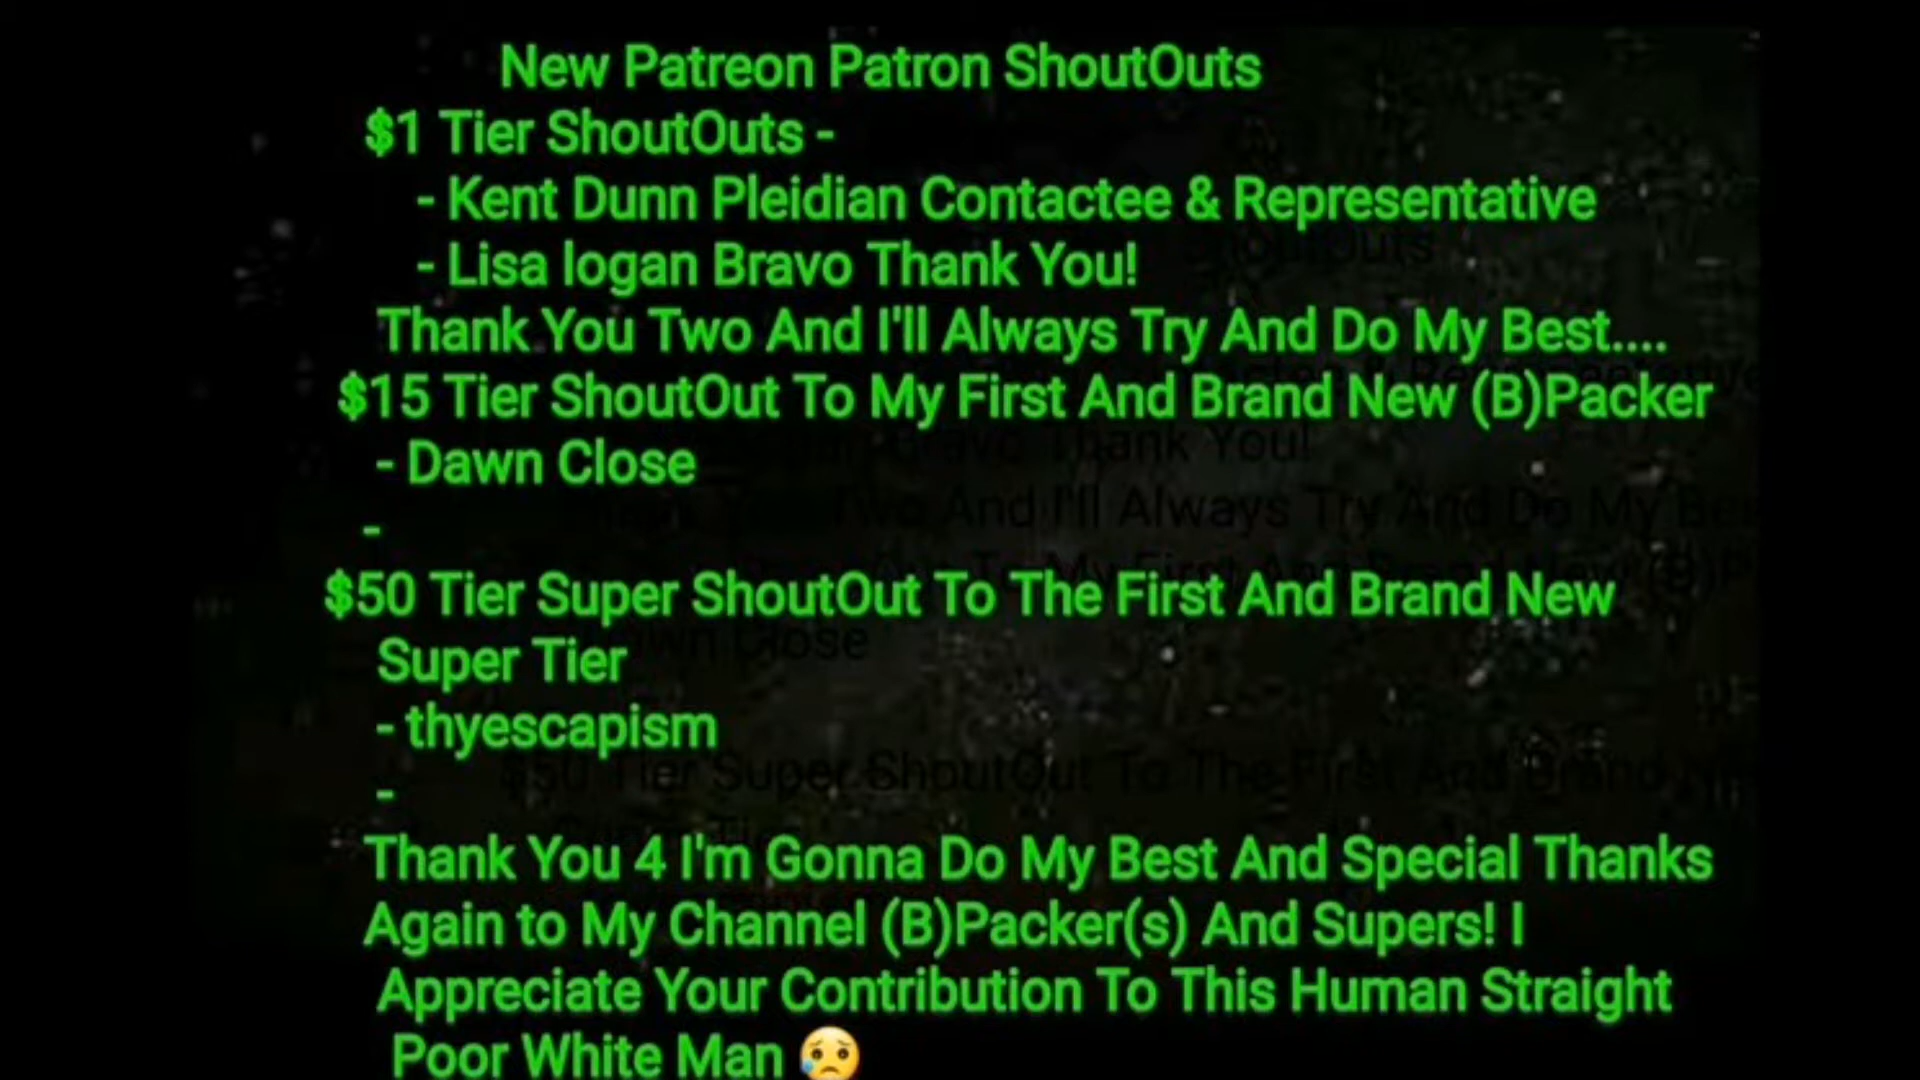 New Patreon Patron ShoutOuts
$1 Tier ShoutOuts -
- Kent Dunn Pleidian Contactee & Representative
- Lisa logan Bravo Thank You!
Thank You Two And I'll Always Try And Do My Best....
$15 Tier ShoutOut To My First And Brand New (B)Packer
- Dawn Close
-
$50 Tier Super ShoutOut To The First And Brand New
Super Tier
- thyescapism
-
Thank You 4 I'm Gonna Do My Best And Special Thanks
Again to My Channel (B)Packer(s) And Supers! I
Appreciate Your Contribution To This Human Straight
Poor White Man 😥